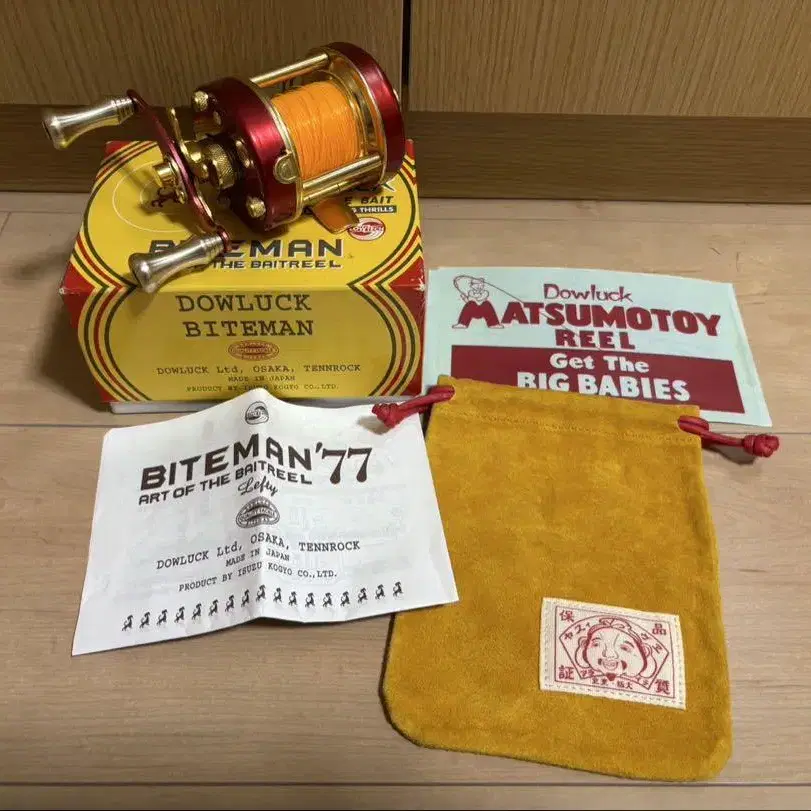 E BAIT
THRILLS
MAN
OF THE BAITREEL
DOWLUCK
BITEMAN
DOWLUCK Ltd, OSAKA, TENNROCK
MADE IN JAPAN
PRODUCT BY ISUZU KOGYO CO.,LTD.
Dowluck
MATSUMOTOY
REEL
Get The
BIG BABIES
BITEMAN'77
ART OF THE BAITREEL
Lefty
DOWLUCK Ltd, OSAKA, TENNROCK
MADE IN JAPAN
PRODUCT BY ISUZU KOGYO CO.,LTD.
保 品
証 質